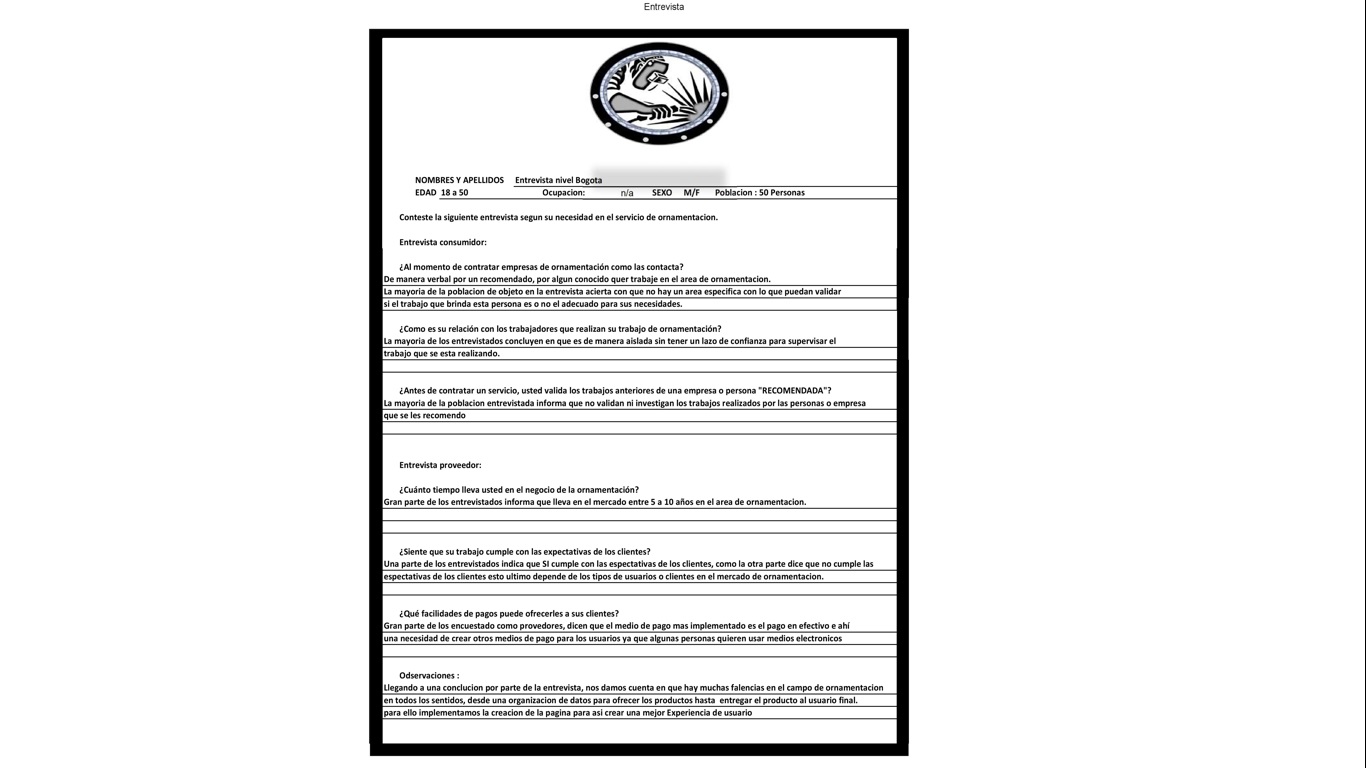 Entrevista
NOMBRES Y APELLIDOS Entrevista nivel Bogota
EDAD 18 a 50 Ocupacion: n/a SEXO M/F Poblacion : 50 Personas
Conteste la siguiente entrevista segun su necesidad en el servicio de ornamentacion.
Entrevista consumidor:
¿Al momento de contratar empresas de ornamentación como las contacta?
De manera verbal por un recomendado, por algun conocido quer trabaje en el area de ornamentacion.
La mayoria de la poblacion de objeto en la entrevista acierta con que no hay un area especifica con lo que puedan validar
si el trabajo que brinda esta persona es o no el adecuado para sus necesidades.
¿Como es su relación con los trabajadores que realizan su trabajo de ornamentación?
La mayoria de los entrevistados concluyen en que es de manera aislada sin tener un lazo de confianza para supervisar el
trabajo que se esta realizando.
¿Antes de contratar un servicio, usted valida los trabajos anteriores de una empresa o persona "RECOMENDADA"?
La mayoria de la poblacion entrevistada informa que no validan ni investigan los trabajos realizados por las personas o empresa
que se les recomendo
Entrevista proveedor:
¿Cuánto tiempo lleva usted en el negocio de la ornamentación?
Gran parte de los entrevistados informa que lleva en el mercado entre 5 a 10 años en el area de ornamentacion.
¿Siente que su trabajo cumple con las expectativas de los clientes?
Una parte de los entrevistados indica que SI cumple con las espectativas de los clientes, como la otra parte dice que no cumple las
espectativas de los clientes esto ultimo depende de los tipos de usuarios o clientes en el mercado de ornamentacion.
¿Qué facilidades de pagos puede ofrecerles a sus clientes?
Gran parte de los encuestado como provedores, dicen que el medio de pago mas implementado es el pago en efectivo e ahí
una necesidad de crear otros medios de pago para los usuarios ya que algunas personas quieren usar medios electronicos
Odservaciones :
Llegando a una conclucion por parte de la entrevista, nos damos cuenta en que hay muchas falencias en el campo de ornamentacion
en todos los sentidos, desde una organizacion de datos para ofrecer los productos hasta entregar el producto al usuario final.
para ello implementamos la creacion de la pagina para asi crear una mejor Experiencia de usuario